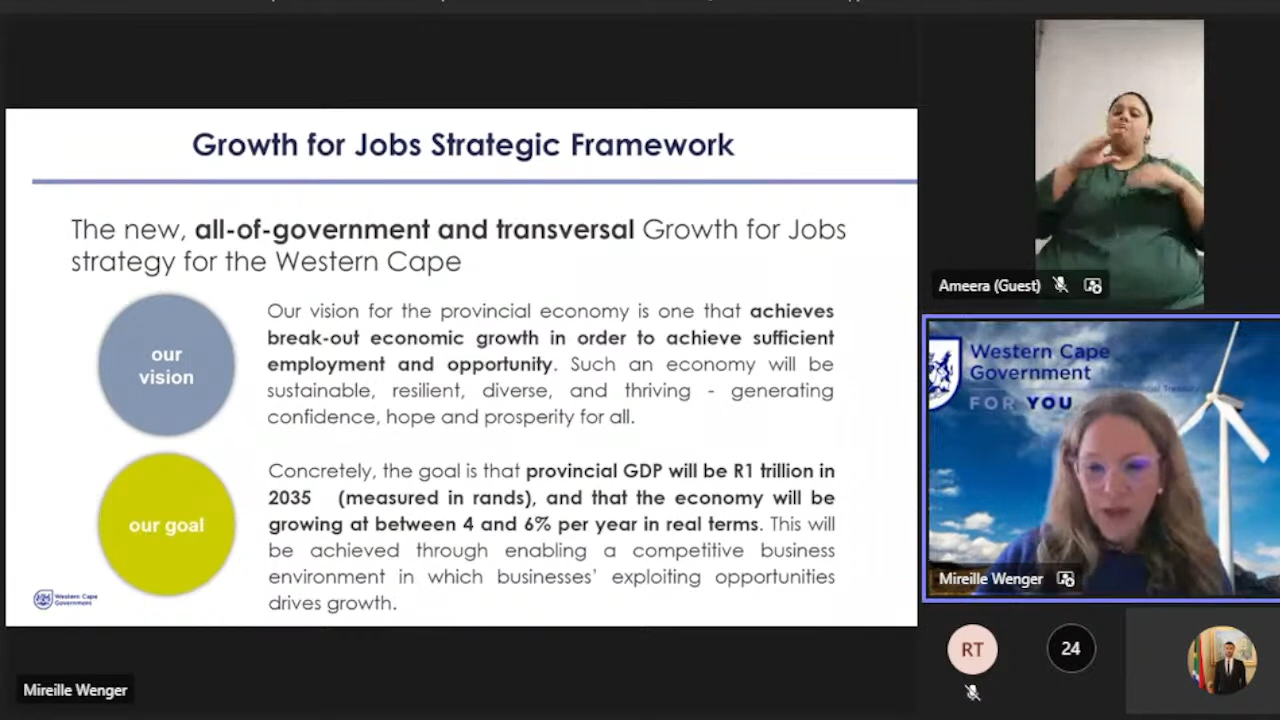 Growth for Jobs Strategic Framework
The new, all-of-government and transversal Growth for Jobs
strategy for the Western Cape
our
vision
Our vision for the provincial economy is one that achieves
break-out economic growth in order to achieve sufficient
employment and opportunity. Such an economy will be
sustainable, resilient, diverse, and thriving - generating
confidence, hope and prosperity for all.
our goal
Concretely, the goal is that provincial GDP will be R1 trillion in
2035 (measured in rands), and that the economy will be
growing at between 4 and 6% per year in real terms. This will
be achieved through enabling a competitive business
environment in which businesses’ exploiting opportunities
drives growth.
Western Cape
Government
Mireille Wenger
Ameera (Guest)
Western Cape
Government
Treasury
FOR YOU
Mireille Wenger
RT
24